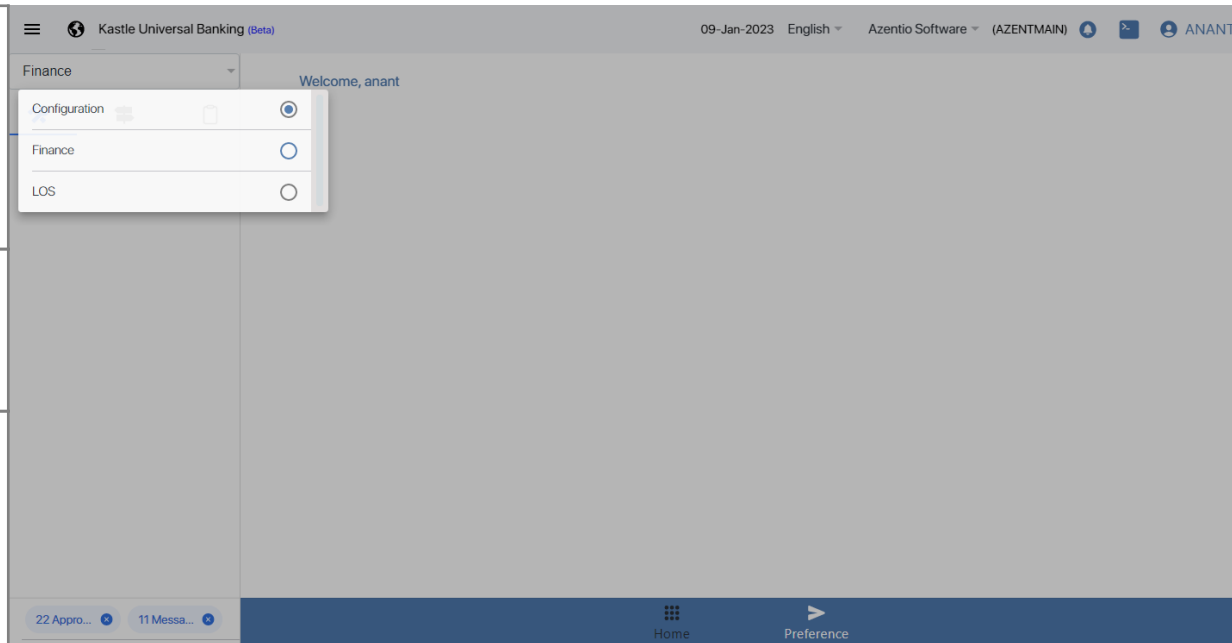 Kastle Universal Banking (Beta)
09-Jan-2023 English Azentio Software (AZENTMAIN) ANANT
Finance
Welcome, anant
Configuration
Finance
LOS
22 Appro... 11 Messa...
Home Preference